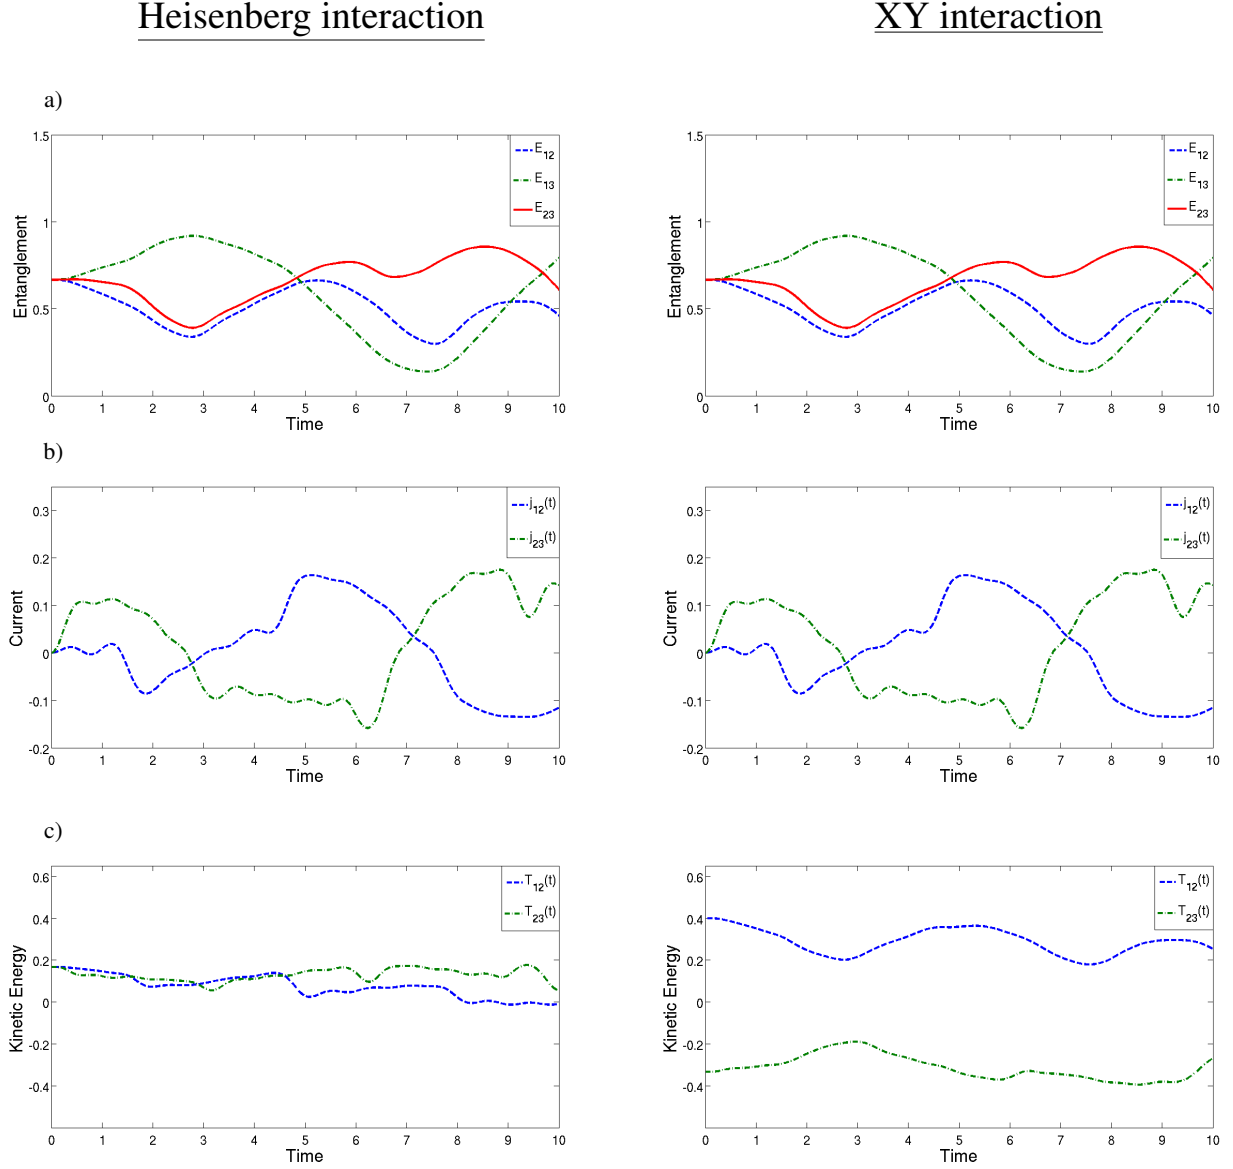 Heisenberg interaction
XY interaction
a)
1.5
1
0.5
0
Entanglement
E12
E13
E23
0 1 2 3 4 5 6 7 8 9 10
Time
1.5
1
0.5
0
Entanglement
E12
E13
E23
0 1 2 3 4 5 6 7 8 9 10
Time
b)
0.3
0.2
0.1
0
-0.1
-0.2
Current
j12(t)
j23(t)
0 1 2 3 4 5 6 7 8 9 10
Time
0.3
0.2
0.1
0
-0.1
-0.2
Current
j12(t)
j23(t)
0 1 2 3 4 5 6 7 8 9 10
Time
c)
0.6
0.4
0.2
0
-0.2
-0.4
Kinetic Energy
T12(t)
T23(t)
0 1 2 3 4 5 6 7 8 9 10
Time
0.6
0.4
0.2
0
-0.2
-0.4
Kinetic Energy
T12(t)
T23(t)
0 1 2 3 4 5 6 7 8 9 10
Time